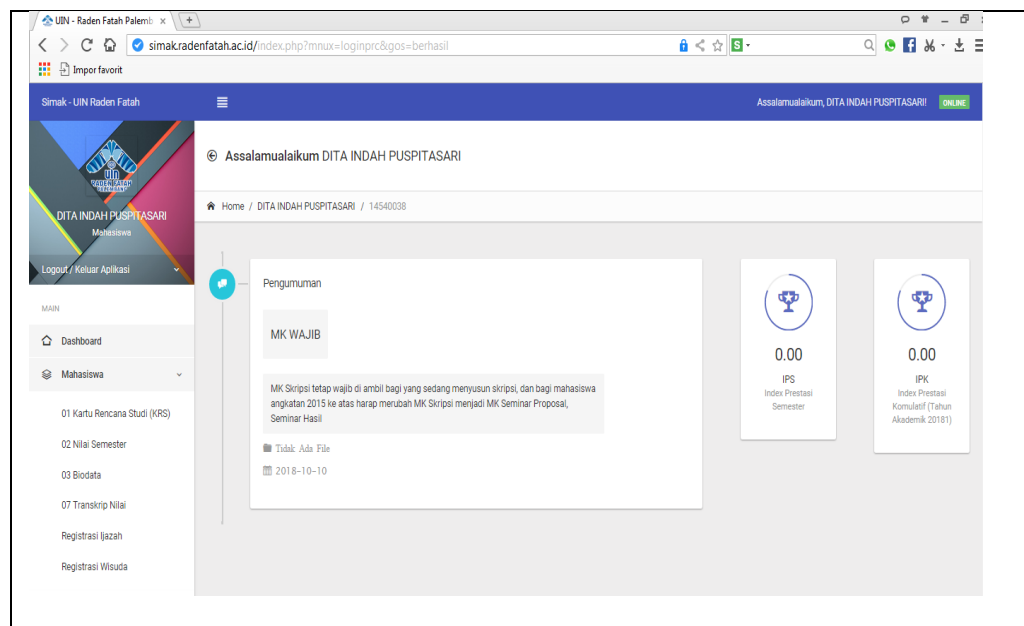 UIN - Raden Fatah Palemb
simak.radenfatah.ac.id/index.php?mnux=loginprc&gos=berhasil
Impor favorit
Simak - UIN Raden Fatah
Assalamualaikum, DITA INDAH PUSPITASARI! ONLINE
UIN
RADEN FATAH
DITA INDAH PUSPITASARI
Mahasiswa
Logout / Keluar Aplikasi
Assalamualaikum DITA INDAH PUSPITASARI
Home / DITA INDAH PUSPITASARI / 14540038
MAIN
Dashboard
Mahasiswa
01 Kartu Rencana Studi (KRS)
02 Nilai Semester
03 Biodata
07 Transkrip Nilai
Registrasi Ijazah
Registrasi Wisuda
Pengumuman
MK WAJIB
MK Skripsi tetap wajib di ambil bagi yang sedang menyusun skripsi, dan bagi mahasiswa
angkatan 2015 ke atas harap merubah MK Skripsi menjadi MK Seminar Proposal,
Seminar Hasil
Tidak Ada File
2018-10-10
0.00
IPS
Index Prestasi
Semester
0.00
IPK
Index Prestasi
Komulatif (Tahun
Akademik 20181)